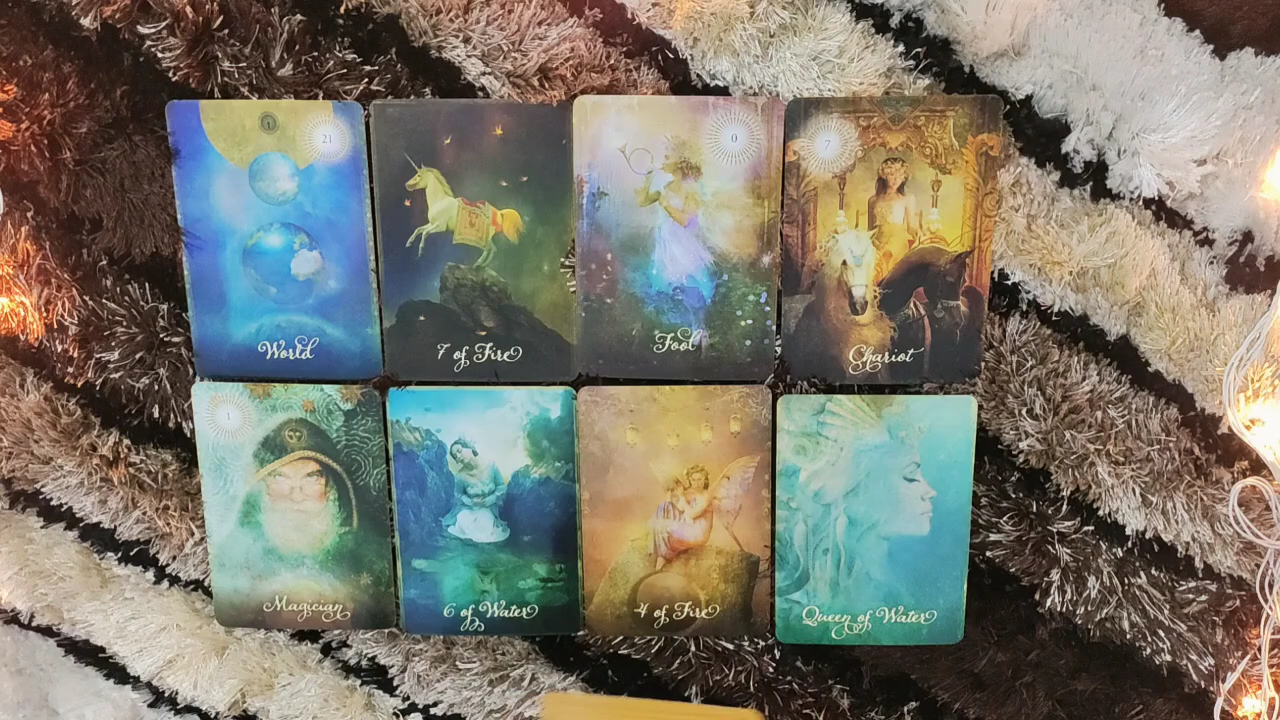 1
21
World
7 of Fire
0
Fool
7
Chariot
1
Magician
6 of Water
4 of Fire
Queen of Water